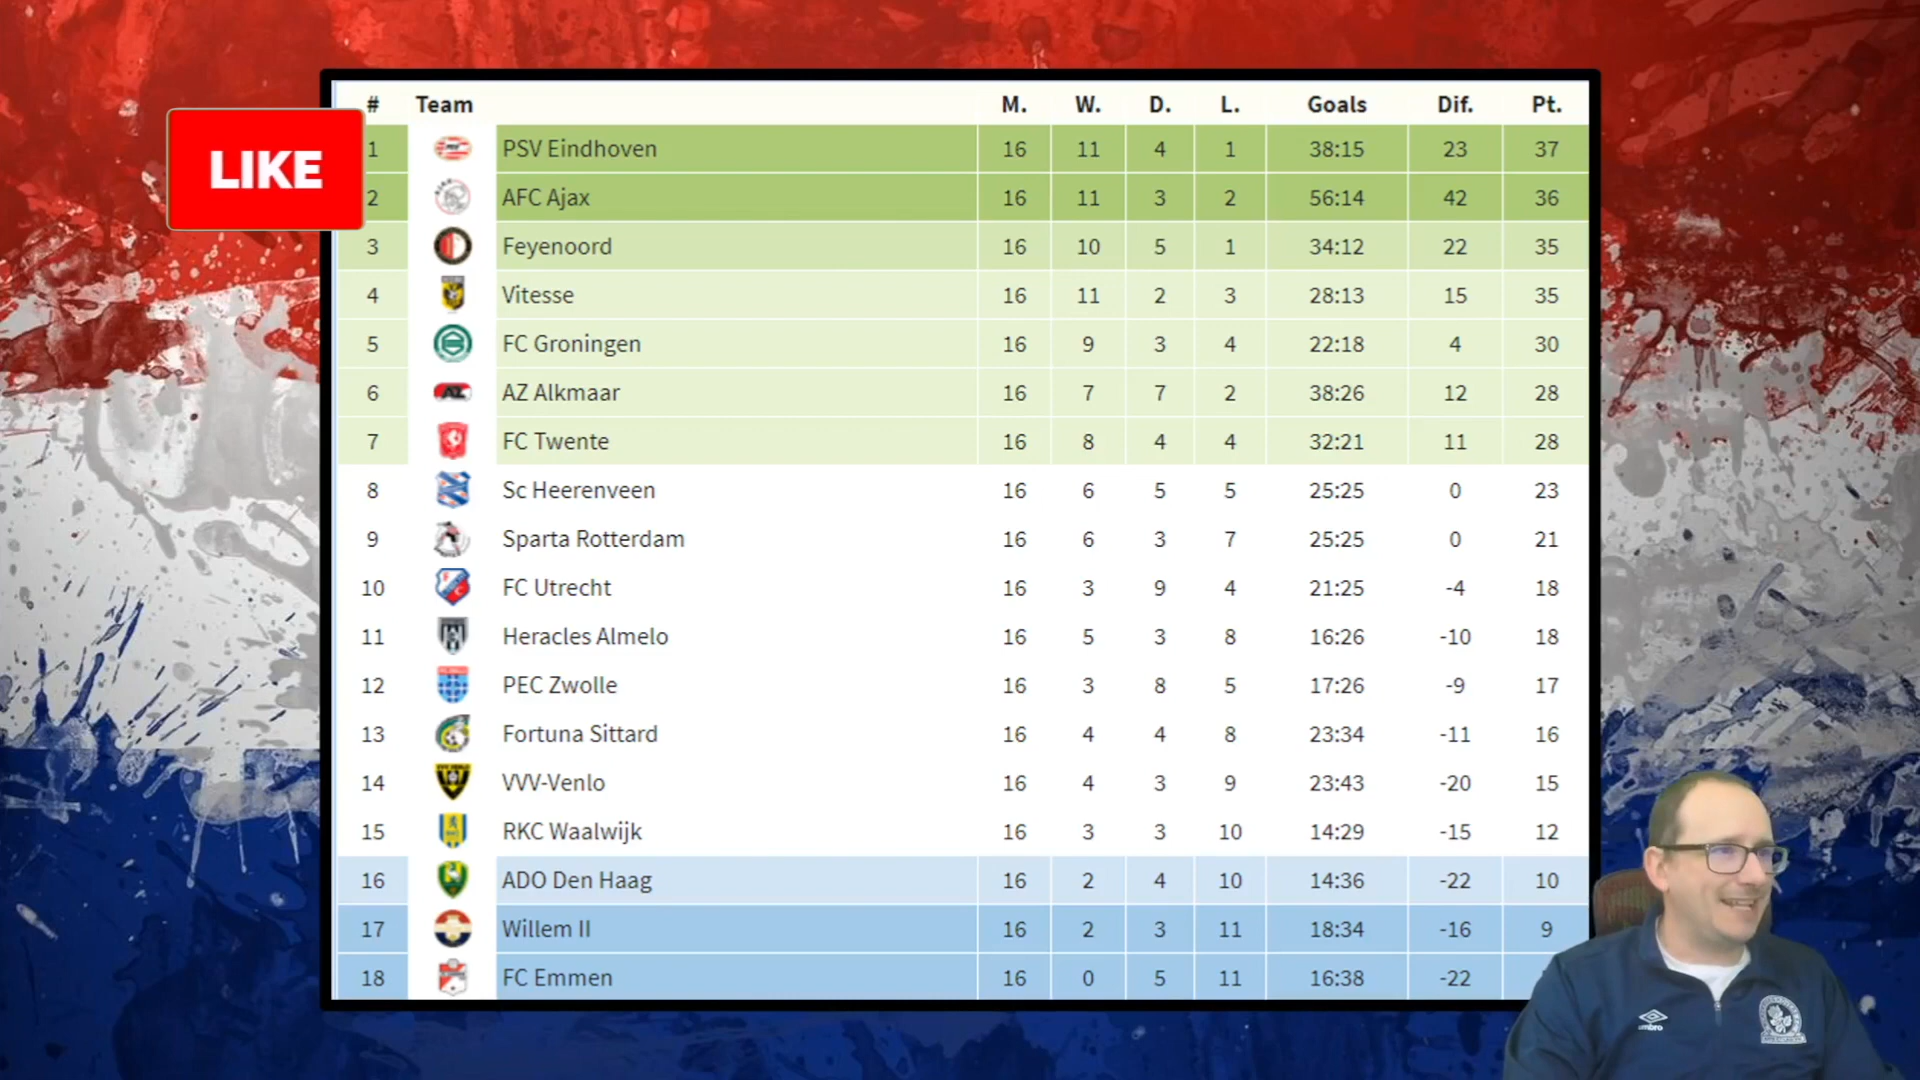 # Team M. W. D. L. Goals Dif. Pt.
LIKE
1 PSV Eindhoven 16 11 4 1 38:15 23 37
2 AFC Ajax 16 11 3 2 56:14 42 36
3 Feyenoord 16 10 5 1 34:12 22 35
4 Vitesse 16 11 2 3 28:13 15 35
5 FC Groningen 16 9 3 4 22:18 4 30
6 AZ Alkmaar 16 7 7 2 38:26 12 28
7 FC Twente 16 8 4 4 32:21 11 28
8 Sc Heerenveen 16 6 5 5 25:25 0 23
9 Sparta Rotterdam 16 6 3 7 25:25 0 21
10 FC Utrecht 16 3 9 4 21:25 -4 18
11 Heracles Almelo 16 5 3 8 16:26 -10 18
12 PEC Zwolle 16 3 8 5 17:26 -9 17
13 Fortuna Sittard 16 4 4 8 23:34 -11 16
14 VVV-Venlo 16 4 3 9 23:43 -20 15
15 RKC Waalwijk 16 3 3 10 14:29 -15 12
16 ADO Den Haag 16 2 4 10 14:36 -22 10
17 Willem II 16 2 3 11 18:34 -16 9
18 FC Emmen 16 0 5 11 16:38 -22
umbro